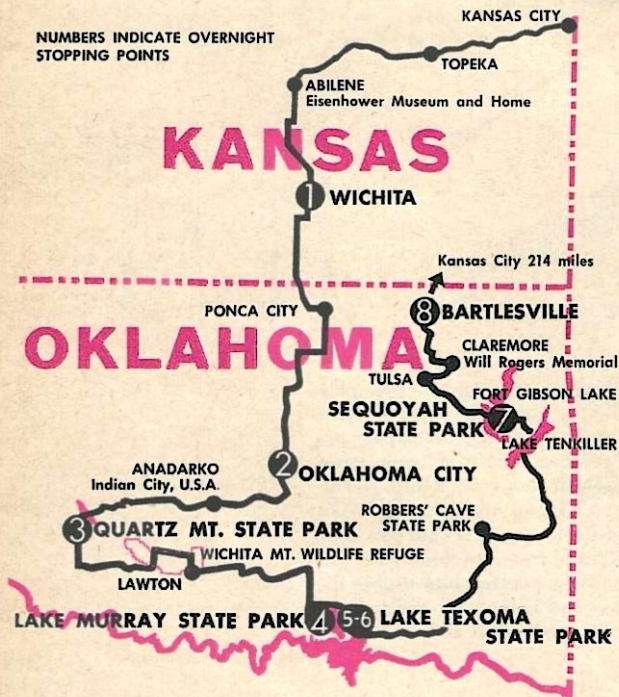 NUMBERS INDICATE OVERNIGHT
STOPPING POINTS
KANSAS CITY
TOPEKA
ABILENE
Eisenhower Museum and Home
KANSAS
1 WICHITA
Kansas City 214 miles
PONCA CITY
8 BARTLESVILLE
OKLAHOMA
CLAREMORE
Will Rogers Memorial
TULSA
FORT GIBSON LAKE
SEQUOYAH
STATE PARK
7
LAKE TENKILLER
2 OKLAHOMA CITY
ANADARKO
Indian City, U.S.A.
ROBBERS' CAVE
STATE PARK
3 QUARTZ MT. STATE PARK
WICHITA MT. WILDLIFE REFUGE
LAWTON
LAKE MURRAY STATE PARK 4
5-6 LAKE TEXOMA
STATE PARK